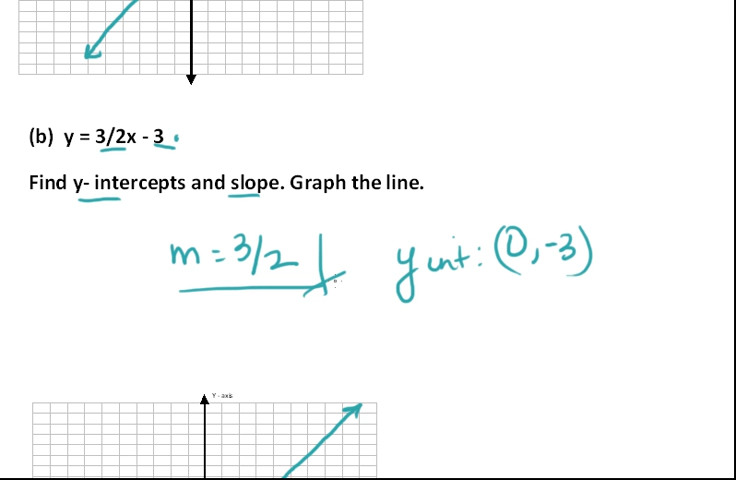 (b) y = 3/2x - 3
Find y- intercepts and slope. Graph the line.
m = 3/2 y int: (0,-3)
Y - axis